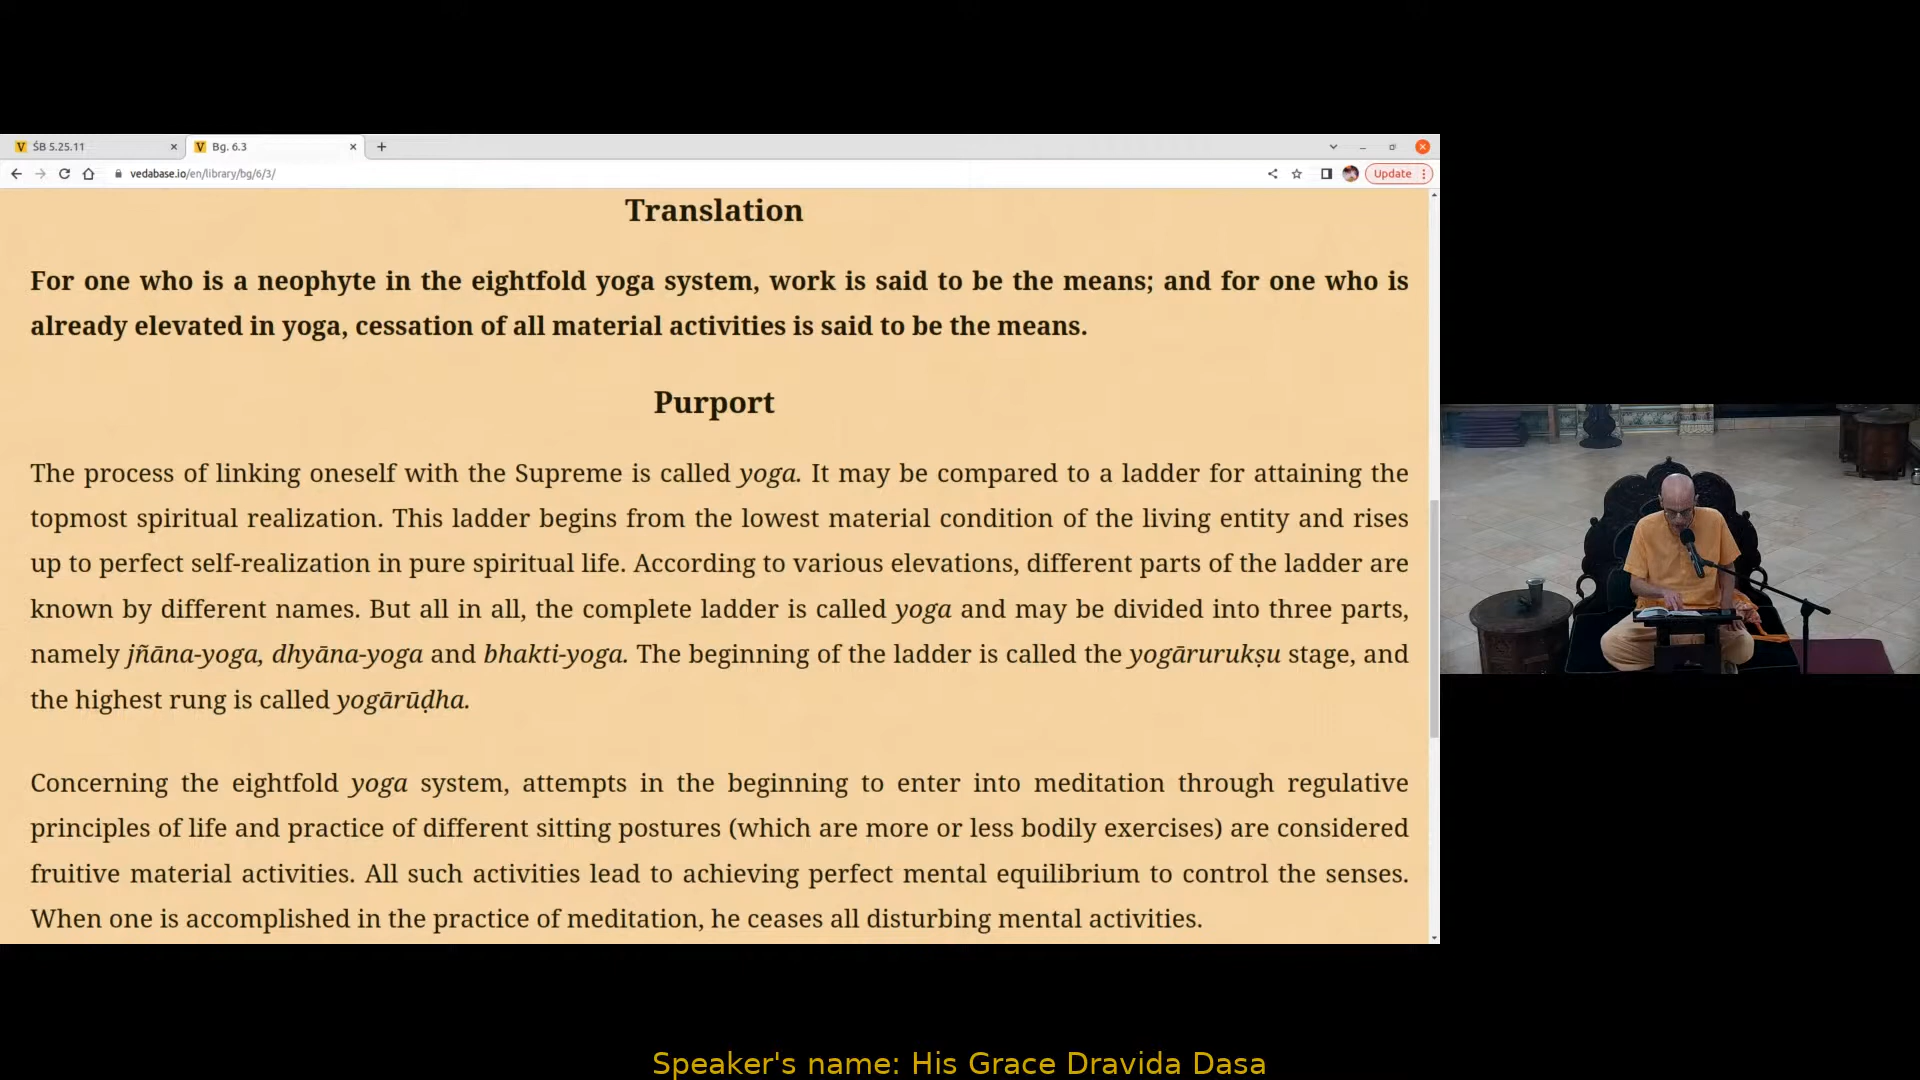 ŚB 5.25.11
Bg. 6.3
vedabase.io/en/library/bg/6/3/
Update
Translation
For one who is a neophyte in the eightfold yoga system, work is said to be the means; and for one who is
already elevated in yoga, cessation of all material activities is said to be the means.
Purport
The process of linking oneself with the Supreme is called yoga. It may be compared to a ladder for attaining the
topmost spiritual realization. This ladder begins from the lowest material condition of the living entity and rises
up to perfect self-realization in pure spiritual life. According to various elevations, different parts of the ladder are
known by different names. But all in all, the complete ladder is called yoga and may be divided into three parts,
namely jñāna-yoga, dhyāna-yoga and bhakti-yoga. The beginning of the ladder is called the yogārurukṣu stage, and
the highest rung is called yogārūḍha.
Concerning the eightfold yoga system, attempts in the beginning to enter into meditation through regulative
principles of life and practice of different sitting postures (which are more or less bodily exercises) are considered
fruitive material activities. All such activities lead to achieving perfect mental equilibrium to control the senses.
When one is accomplished in the practice of meditation, he ceases all disturbing mental activities.
Speaker's name: His Grace Dravida Dasa